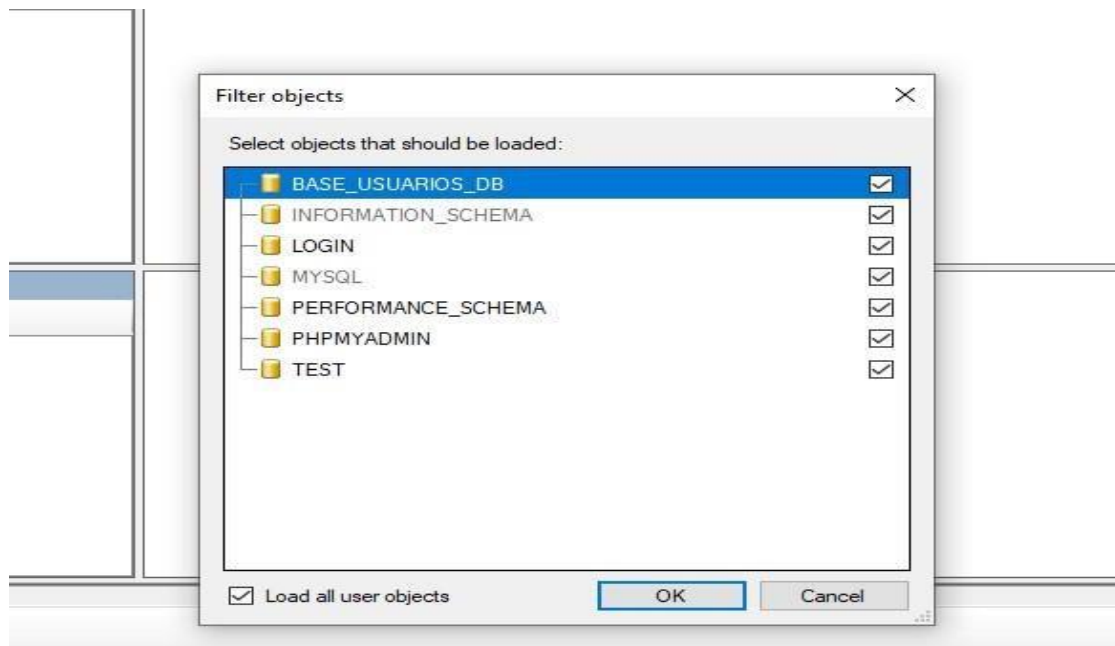 Filter objects
Select objects that should be loaded:
BASE_USUARIOS_DB
INFORMATION_SCHEMA
LOGIN
MYSQL
PERFORMANCE_SCHEMA
PHPMYADMIN
TEST
Load all user objects
OK
Cancel